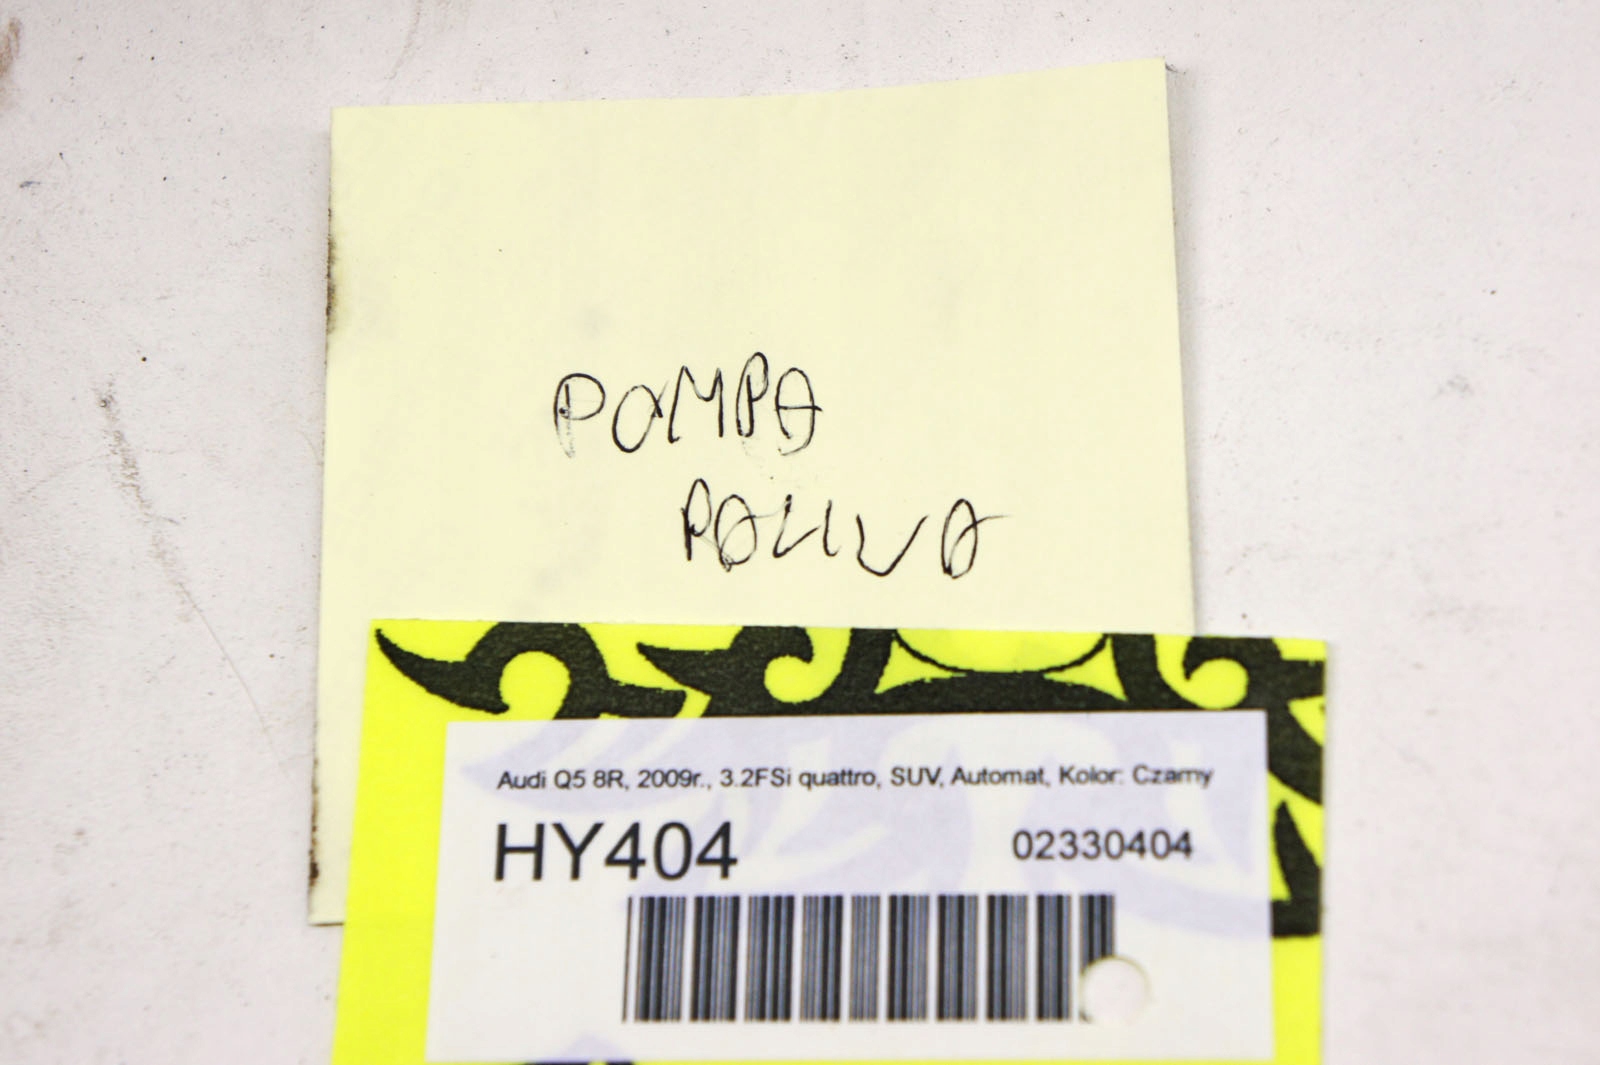 POMPA
PALIWA
Audi Q5 8R, 2009r., 3.2FSi quattro, SUV, Automat, Kolor: Czarny
HY404
02330404